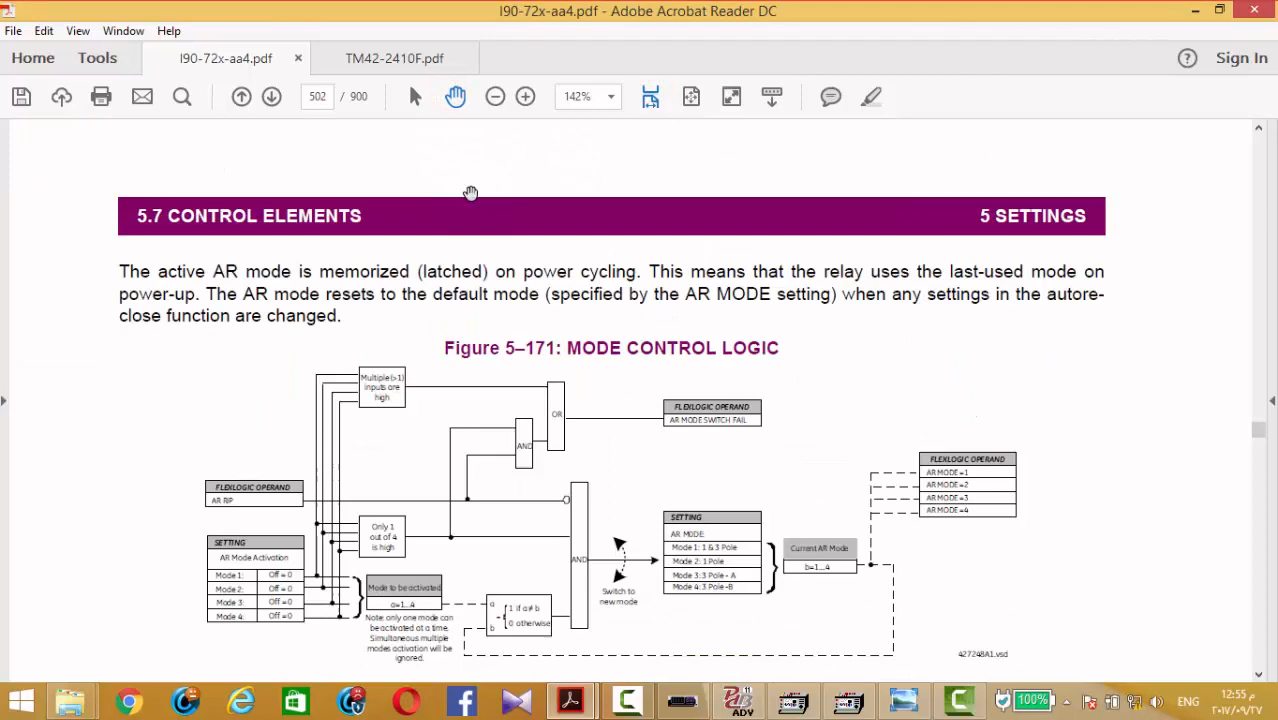 I90-72x-aa4.pdf - Adobe Acrobat Reader DC
File Edit View Window Help
Home Tools I90-72x-aa4.pdf × TM42-2410F.pdf ? Sign In
502 / 900 142%
5.7 CONTROL ELEMENTS 5 SETTINGS
The active AR mode is memorized (latched) on power cycling. This means that the relay uses the last-used mode on
power-up. The AR mode resets to the default mode (specified by the AR MODE setting) when any settings in the autore-
close function are changed.
Figure 5–171: MODE CONTROL LOGIC
Multiple (>1)
inputs are
high
OR
FLEXLOGIC OPERAND
AR MODE SWITCH FAIL
AND
FLEXLOGIC OPERAND
AR MODE =1
AR MODE =2
AR MODE =3
AR MODE =4
FLEXLOGIC OPERAND
AR RIP
Only 1
out of 4
is high
SETTING
AR Mode Activation
Mode 1: Off = 0
Mode 2: Off = 0
Mode 3: Off = 0
Mode 4: Off = 0
Mode to be activated
a=1...4
Note: only one mode can
be activated at a time.
Simultaneous multiple
modes activation will be
ignored.
a
b
1 if a ≠ b
0 otherwise
AND
Switch to
new mode
SETTING
AR MODE:
Mode 1: 1 & 3 Pole
Mode 2: 1 Pole
Mode 3: 3 Pole - A
Mode 4: 3 Pole -B
Current AR Mode
b=1...4
427248A1.vsd
PADS
11
ADV
100%
ENG
12:55 م
٢٠١٧/٠٩/٢٧